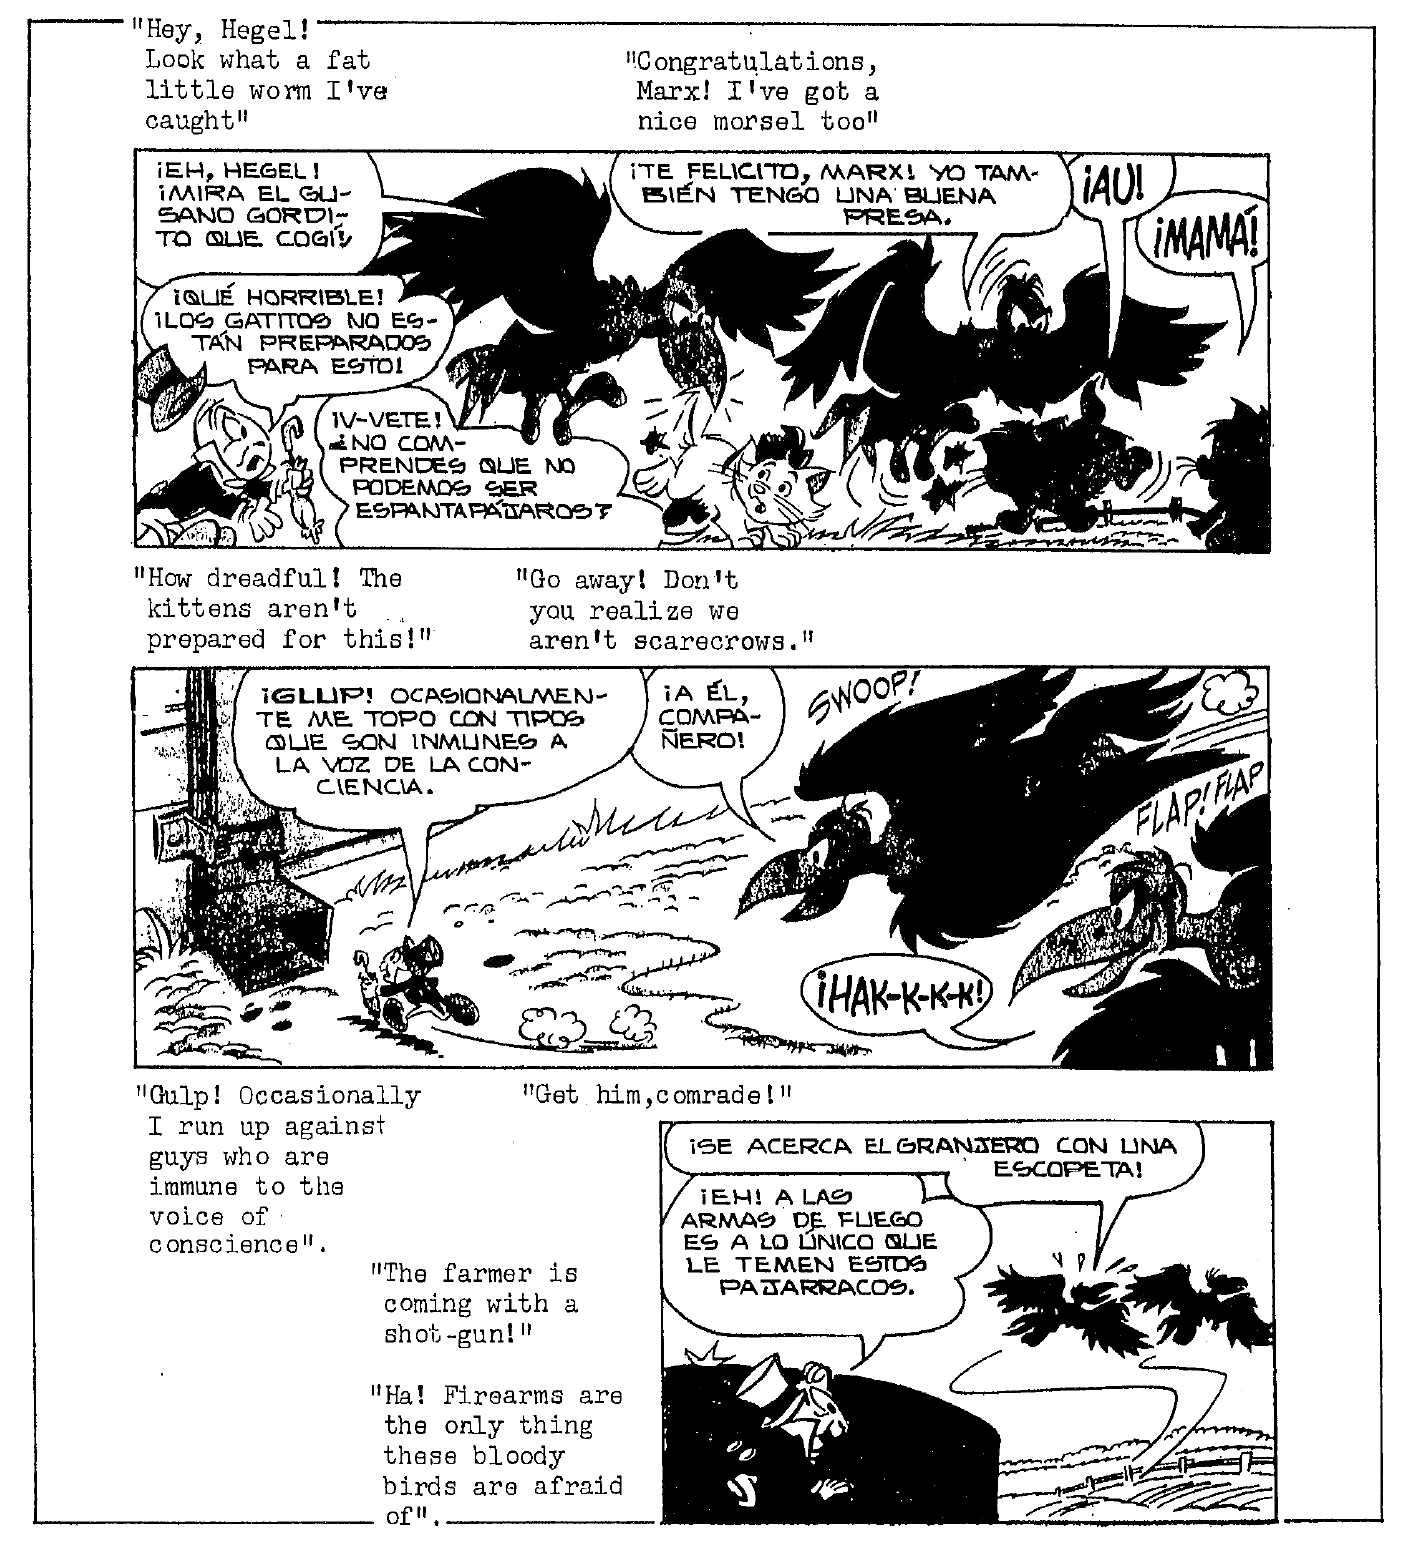 "Hey, Hegel!
Look what a fat
little worm I've
caught"
"Congratulations,
Marx! I've got a
nice morsel too"
¡EH, HEGEL!
¡MIRA EL GU-
SANO GORDI-
TO QUE COGÍ!
¡TE FELICITO, MARX! YO TAM-
BIÉN TENGO UNA BUENA
PRESA.
¡AU!
¡MAMÁ!
¡QUÉ HORRIBLE!
¡LOS GATITOS NO ES-
TÁN PREPARADOS
PARA ESTO!
¡V-VETE!
¿NO COM-
PRENDES QUE NO
PODEMOS SER
ESPANTAPÁJAROS?
"How dreadful! The
kittens aren't
prepared for this!"
"Go away! Don't
you realize we
aren't scarecrows."
¡GLUP! OCASIONALMEN-
TE ME TOPO CON TIPOS
QUE SON INMUNES A
LA VOZ DE LA CON-
CIENCIA.
¡A ÉL,
COMPA-
ÑERO!
SWOOP!
FLAP! FLAP
¡HAK-K-K-K!
"Gulp! Occasionally
I run up against
guys who are
immune to the
voice of
conscience".
"Get him,comrade!"
¡SE ACERCA EL GRANJERO CON UNA
ESCOPETA!
¡EH! A LAS
ARMAS DE FUEGO
ES A LO ÚNICO QUE
LE TEMEN ESTOS
PAJARRACOS.
"The farmer is
coming with a
shot-gun!"
"Ha! Firearms are
the only thing
these bloody
birds are afraid
of".